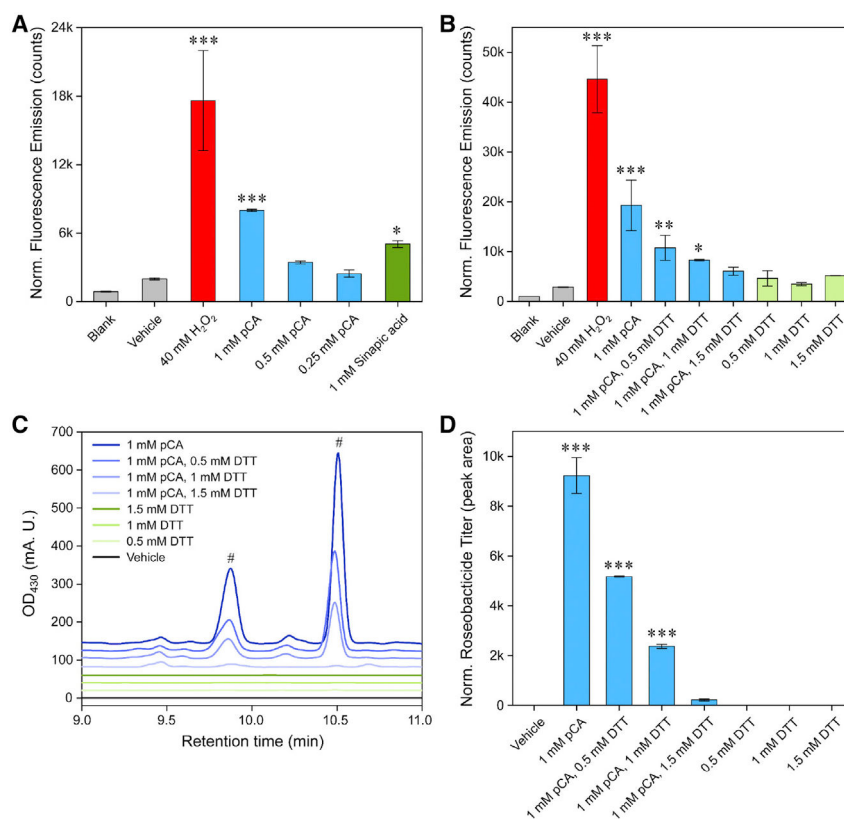 A
Norm. Fluorescence Emission (counts)
24k
18k
12k
6k
0
***
***
*
Blank
Vehicle
40 mM H₂O₂
1 mM pCA
0.5 mM pCA
0.25 mM pCA
1 mM Sinapic acid
B
Norm. Fluorescence Emission (counts)
50k
40k
30k
20k
10k
0
***
***
**
*
Blank
Vehicle
40 mM H₂O₂
1 mM pCA
1 mM pCA, 0.5 mM DTT
1 mM pCA, 1 mM DTT
1 mM pCA, 1.5 mM DTT
0.5 mM DTT
1 mM DTT
1.5 mM DTT
C
OD₄₃₀ (mA. U.)
700
600
500
400
300
200
100
0
1 mM pCA
1 mM pCA, 0.5 mM DTT
1 mM pCA, 1 mM DTT
1 mM pCA, 1.5 mM DTT
1.5 mM DTT
1 mM DTT
0.5 mM DTT
Vehicle
#
#
9.0 9.5 10.0 10.5 11.0
Retention time (min)
D
Norm. Roseobacticide Titer (peak area)
10k
8k
6k
4k
2k
0
***
***
***
Vehicle
1 mM pCA
1 mM pCA, 0.5 mM DTT
1 mM pCA, 1 mM DTT
1 mM pCA, 1.5 mM DTT
0.5 mM DTT
1 mM DTT
1.5 mM DTT